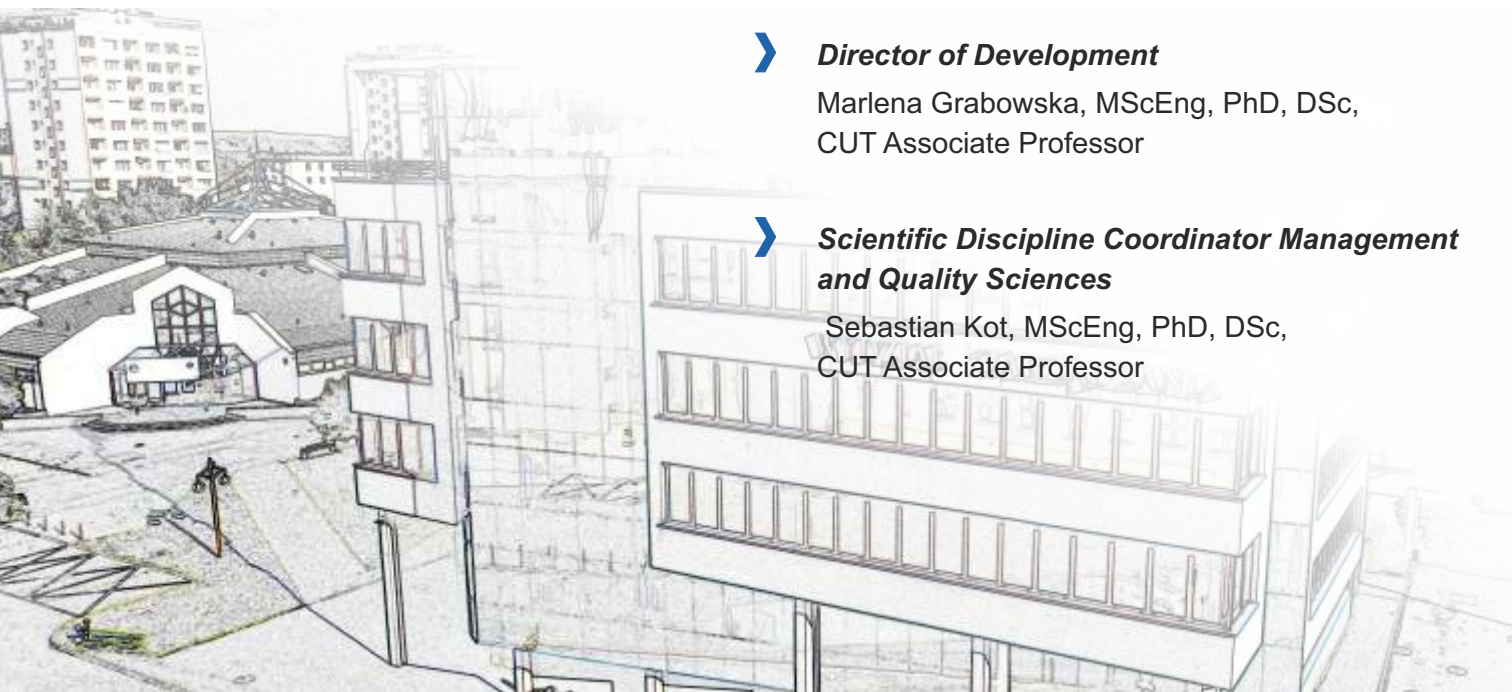 Director of Development
Marlena Grabowska, MScEng, PhD, DSc,
CUT Associate Professor
Scientific Discipline Coordinator Management
and Quality Sciences
Sebastian Kot, MScEng, PhD, DSc,
CUT Associate Professor